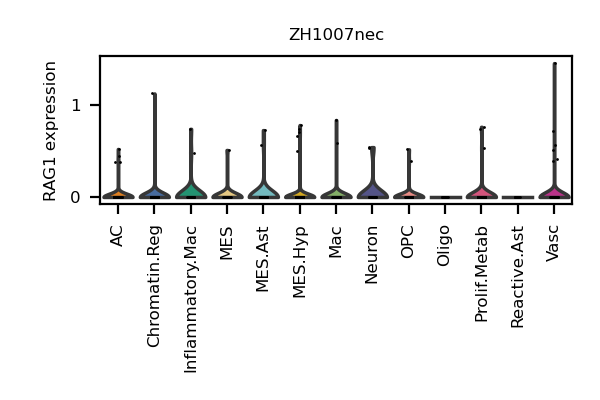 ZH1007nec
RAG1 expression
1
0
AC
Chromatin.Reg
Inflammatory.Mac
MES
MES.Ast
MES.Hyp
Mac
Neuron
OPC
Oligo
Prolif.Metab
Reactive.Ast
Vasc